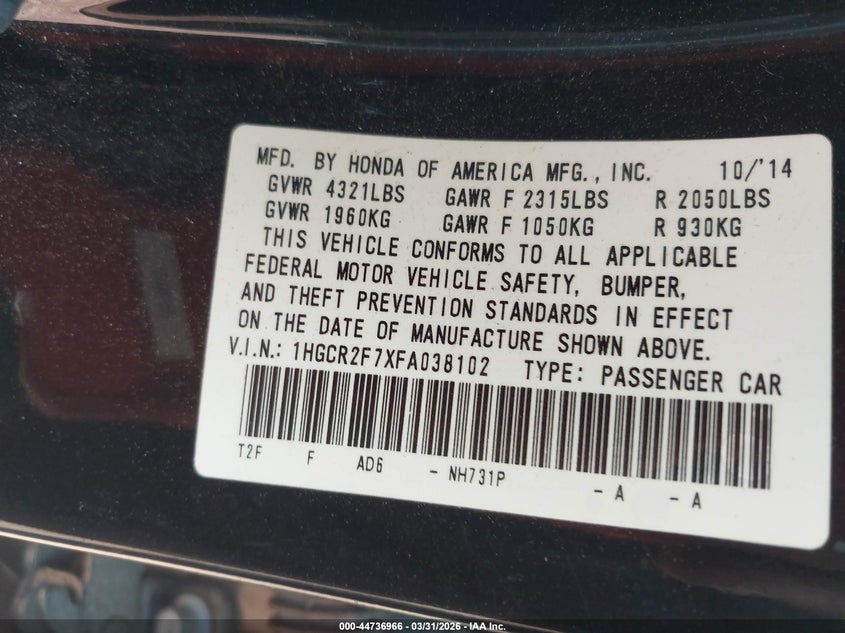 MFD. BY HONDA OF AMERICA MFG., INC. 10/'14
GVWR 4321LBS GAWR F 2315LBS R 2050LBS
GVWR 1960KG GAWR F 1050KG R 930KG
THIS VEHICLE CONFORMS TO ALL APPLICABLE
FEDERAL MOTOR VEHICLE SAFETY, BUMPER,
AND THEFT PREVENTION STANDARDS IN EFFECT
ON THE DATE OF MANUFACTURE SHOWN ABOVE.
V.I.N.: 1HGCR2F7XFA038102 TYPE: PASSENGER CAR
T2F F AD6 - NH731P - A - A
000-44736966 - 03/31/2026 - IAA Inc.